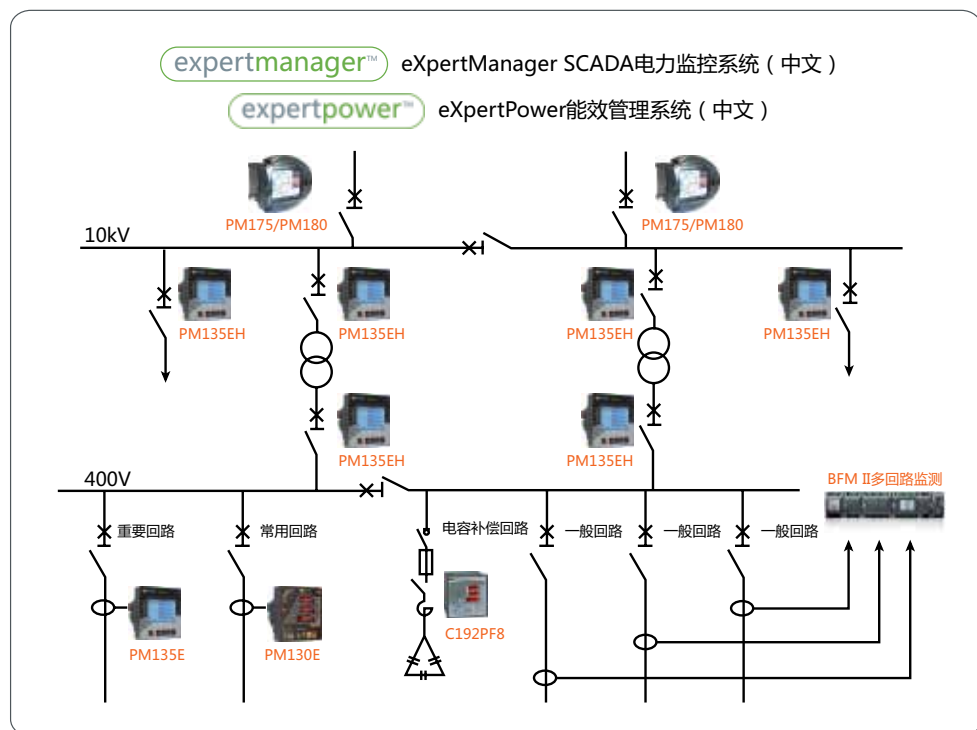 expertmanager™ eXpertManager SCADA电力监控系统（中文）
expertpower™ eXpertPower能效管理系统（中文）
PM175/PM180 PM175/PM180
10kV
PM135EH PM135EH PM135EH PM135EH
PM135EH PM135EH
400V
BFM II多回路监测
重要回路 常用回路 电容补偿回路 一般回路 一般回路 一般回路
C192PF8
PM135E PM130E